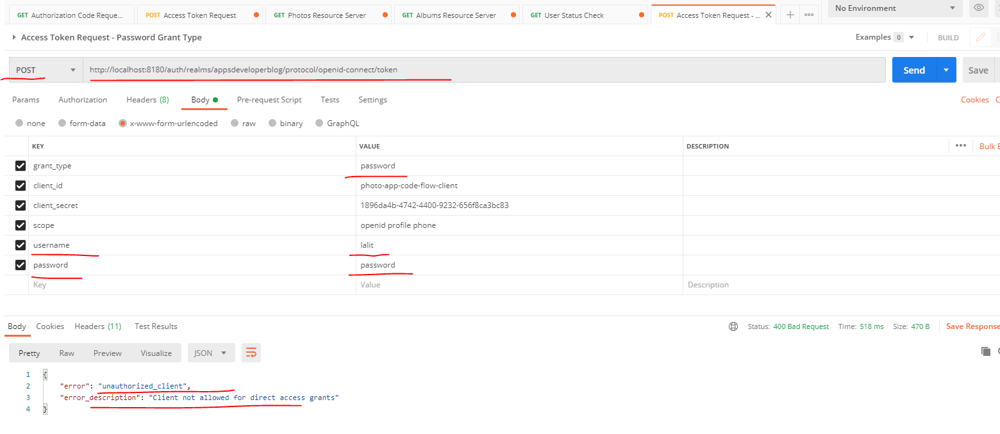 GET Authorization Code Reque...
POST Access Token Request
GET Photos Resource Server
GET Albums Resource Server
GET User Status Check
POST Access Token Request - ...
No Environment
Access Token Request - Password Grant Type
Examples 0
BUILD
POST
http://localhost:8180/auth/realms/appsdeveloperblog/protocol/openid-connect/token
Send
Save
Params Authorization Headers (8) Body Pre-request Script Tests Settings
Cookies C
none form-data x-www-form-urlencoded raw binary GraphQL
KEY VALUE DESCRIPTION
Bulk E
grant_type password
client_id photo-app-code-flow-client
client_secret 1896da4b-4742-4400-9232-656f8ca3bc83
scope openid profile phone
username lalit
password password
Key Value Description
Body Cookies Headers (11) Test Results
Status: 400 Bad Request Time: 518 ms Size: 470 B
Save Response
Pretty Raw Preview Visualize JSON
1 {
2 "error": "unauthorized_client",
3 "error_description": "Client not allowed for direct access grants"
4 }